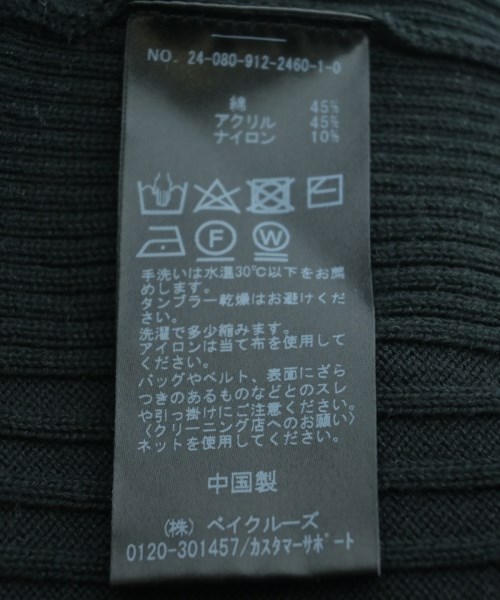 NO. 24-080-912-2460-1-0
綿 45%
アクリル 45%
ナイロン 10%
F W
手洗いは水温30℃以下をお薦
めします。
タンブラー乾燥はお避けくだ
さい。
洗濯で多少縮みます。
アイロンは当て布を使用して
ください。
バッグやベルト、表面にざら
つきのあるものなどとのスレ
や引っ掛けにご注意ください。
〈クリーニング店へのお願い〉
ネットを使用してください。
中国製
(株) ベイクルーズ
0120-301457/カスタマーサポート